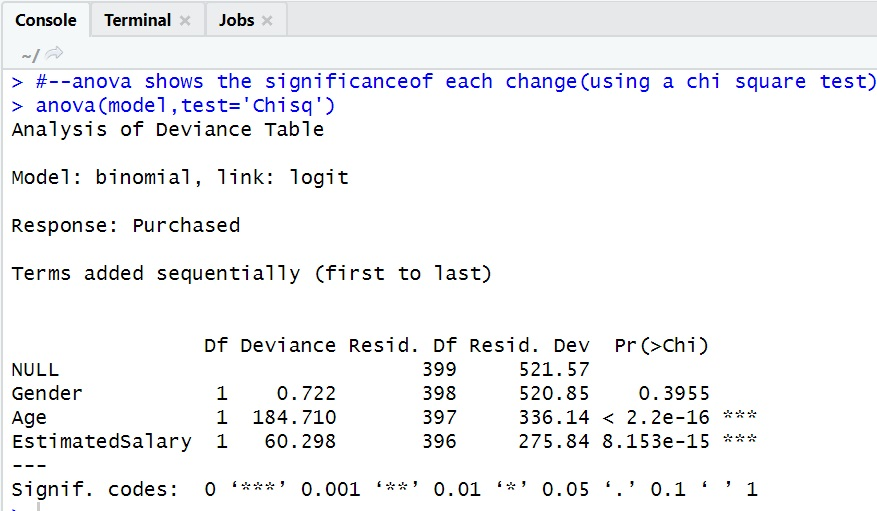 Console Terminal × Jobs ×
~/
> #--anova shows the significanceof each change(using a chi square test)
> anova(model,test='Chisq')
Analysis of Deviance Table
Model: binomial, link: logit
Response: Purchased
Terms added sequentially (first to last)
Df Deviance Resid. Df Resid. Dev Pr(>Chi)
NULL 399 521.57
Gender 1 0.722 398 520.85 0.3955
Age 1 184.710 397 336.14 < 2.2e-16 ***
EstimatedSalary 1 60.298 396 275.84 8.153e-15 ***
---
Signif. codes: 0 ‘***’ 0.001 ‘**’ 0.01 ‘*’ 0.05 ‘.’ 0.1 ‘ ’ 1
>